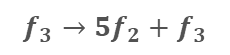 f₃ → 5f₂ + f₃